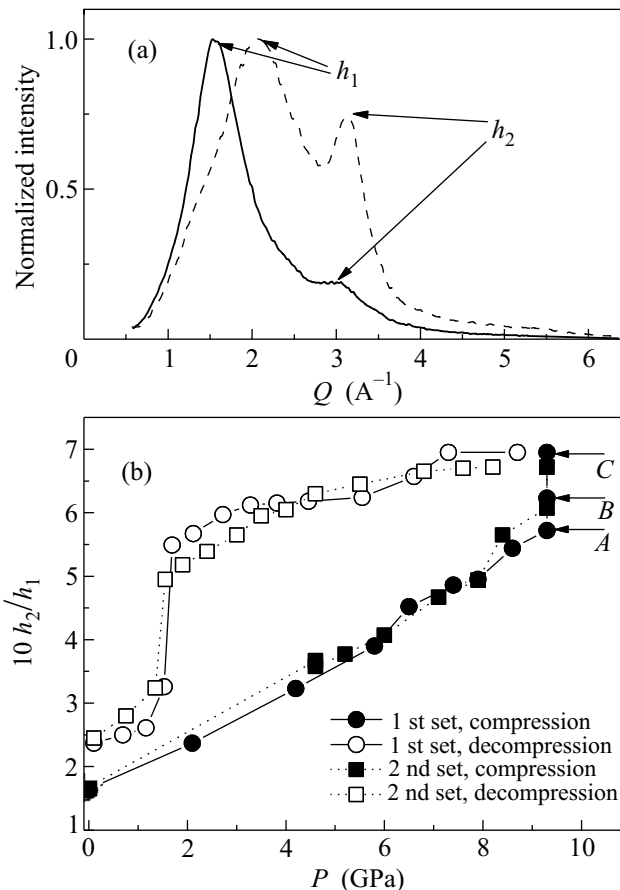 (a)
1.0
0.5
h1
h2
Normalized intensity
0 1 2 3 4 5 6
Q (A−1)
(b)
7
6
5
4
3
2
1
10 h2/h1
C
B
A
1 st set, compression
1 st set, decompression
2 nd set, compression
2 nd set, decompression
0 2 4 6 8 10
P (GPa)